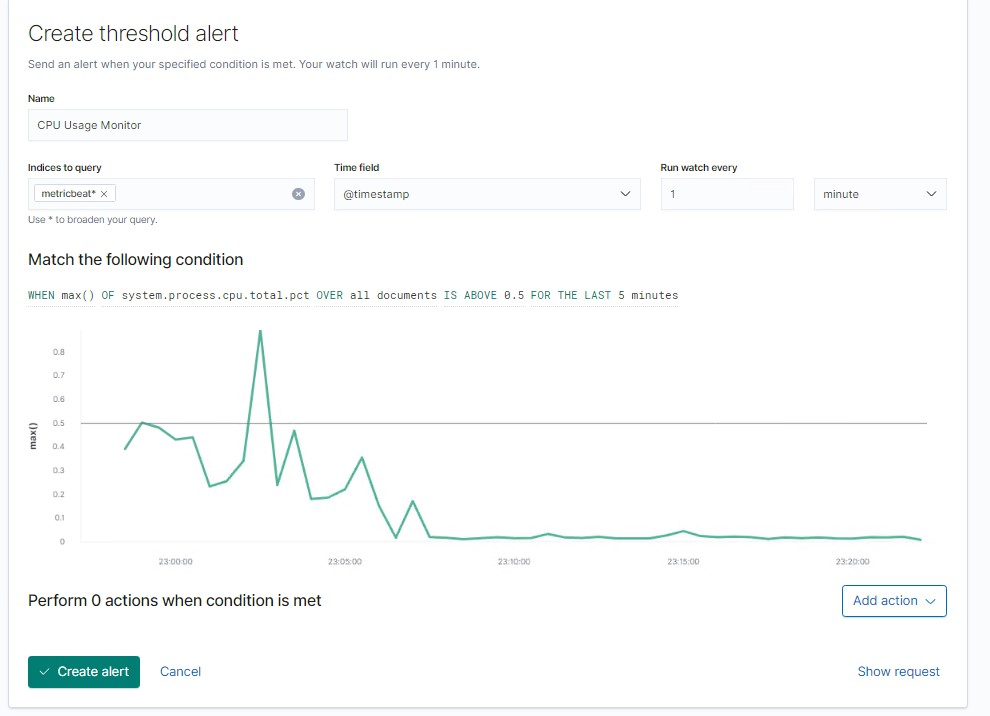 Create threshold alert
Send an alert when your specified condition is met. Your watch will run every 1 minute.
Name
CPU Usage Monitor
Indices to query
Time field
Run watch every
metricbeat*
@timestamp
1
minute
Use * to broaden your query.
Match the following condition
WHEN max() OF system.process.cpu.total.pct OVER all documents IS ABOVE 0.5 FOR THE LAST 5 minutes
max()
0.8
0.7
0.6
0.5
0.4
0.3
0.2
0.1
0
23:00:00
23:05:00
23:10:00
23:15:00
23:20:00
Perform 0 actions when condition is met
Add action
Create alert
Cancel
Show request